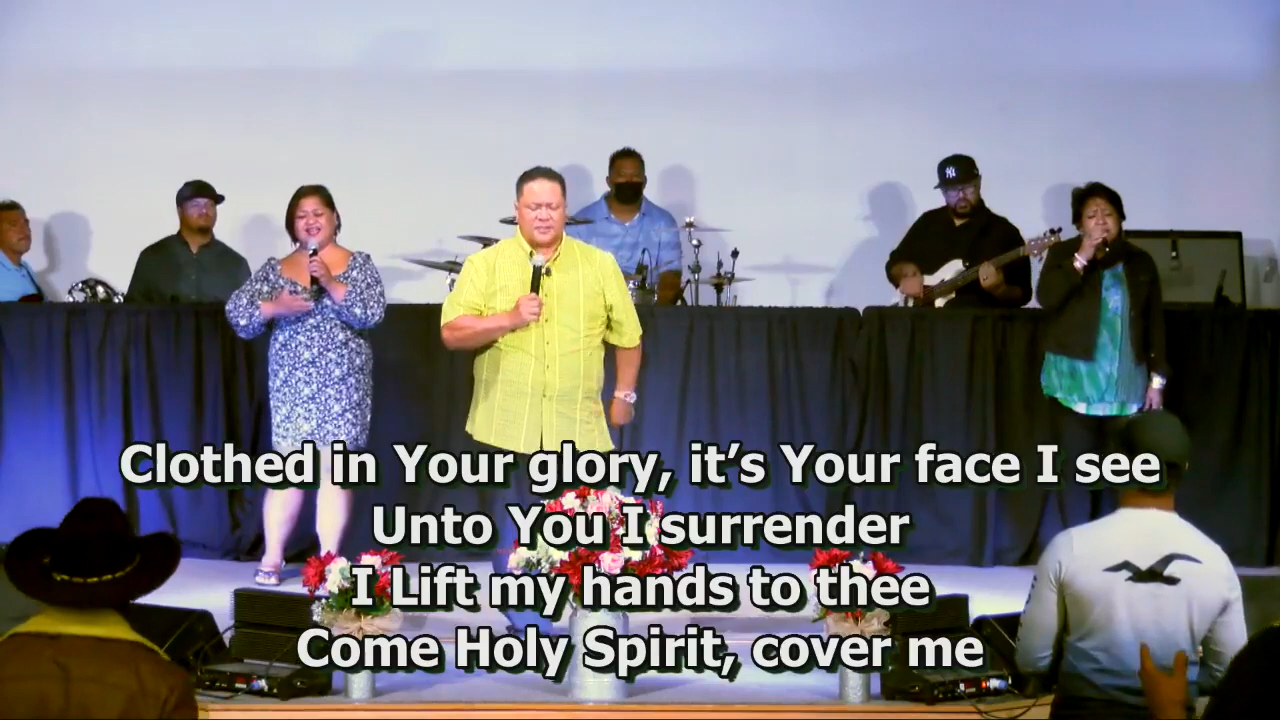 Clothed in Your glory, it's Your face I see
Unto You I surrender
I Lift my hands to thee
Come Holy Spirit, cover me